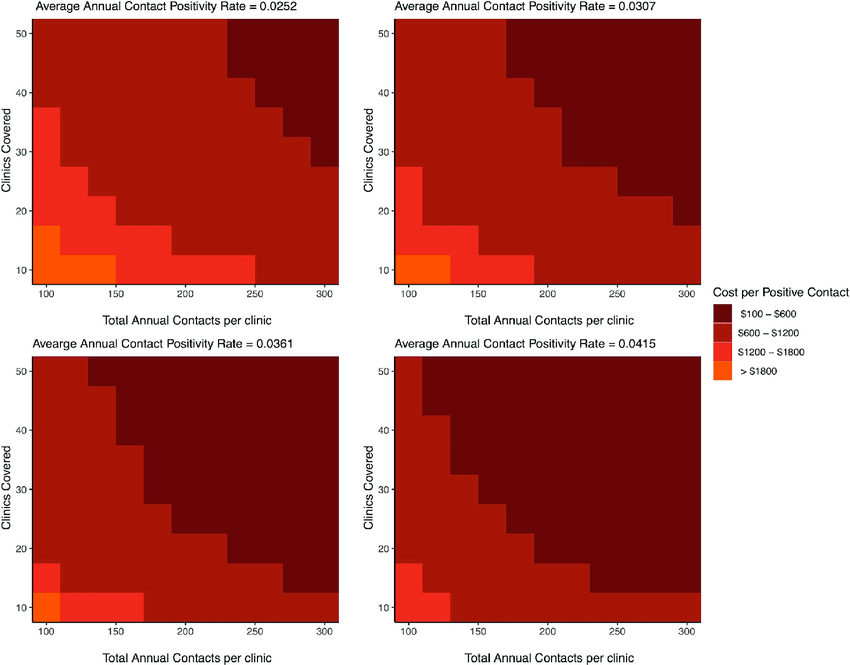 Average Annual Contact Positivity Rate = 0.0252
Average Annual Contact Positivity Rate = 0.0307
50
40
30
20
10
Clinics Covered
100 150 200 250 300
Total Annual Contacts per clinic
50
40
30
20
10
Clinics Covered
100 150 200 250 300
Total Annual Contacts per clinic
Cost per Positive Contact
$100 – $600
$600 – $1200
$1200 – $1800
> $1800
Avearge Annual Contact Positivity Rate = 0.0361
Average Annual Contact Positivity Rate = 0.0415
50
40
30
20
10
Clinics Covered
100 150 200 250 300
Total Annual Contacts per clinic
50
40
30
20
10
Clinics Covered
100 150 200 250 300
Total Annual Contacts per clinic